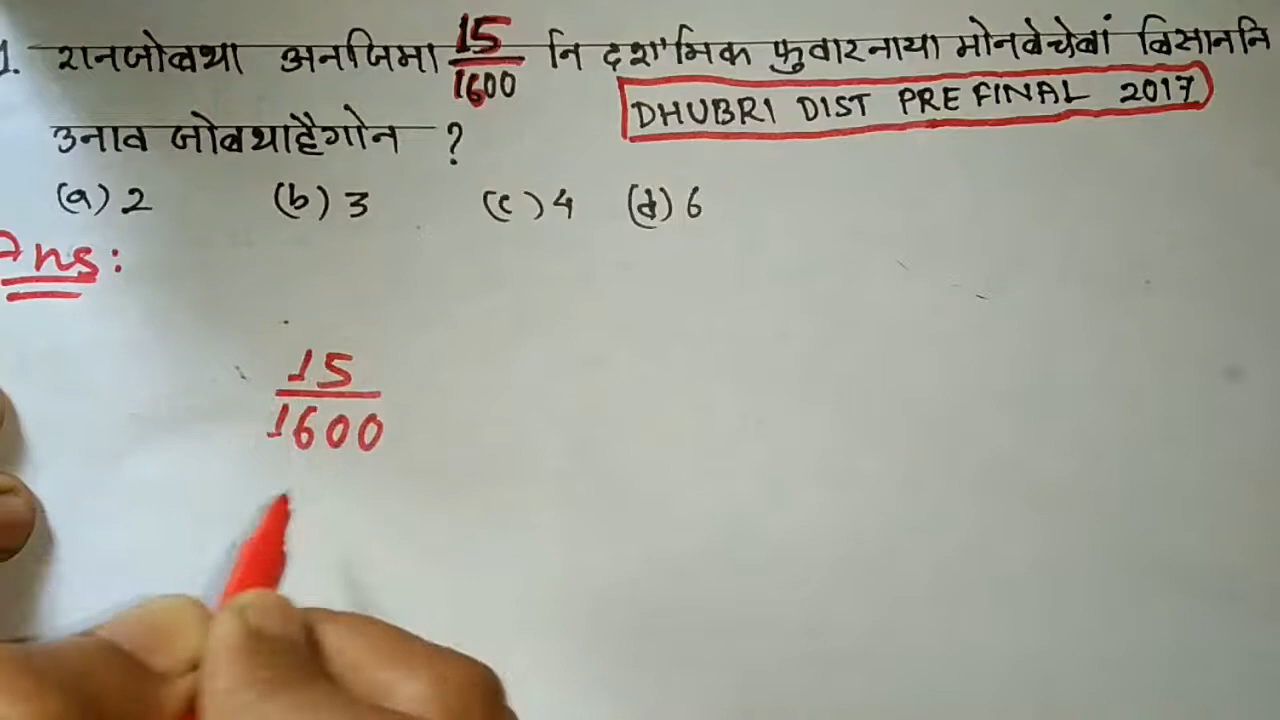 1. रानजोबथा अनजिमा 15/1600 नि दशमिक फुवारनाया मोनबेचेबां बिसाननि
DHUBRI DIST PRE FINAL 2017
उनाव जोबथाहैगोन ?
(a) 2 (b) 3 (c) 4 (d) 6
Ans:
15
1600